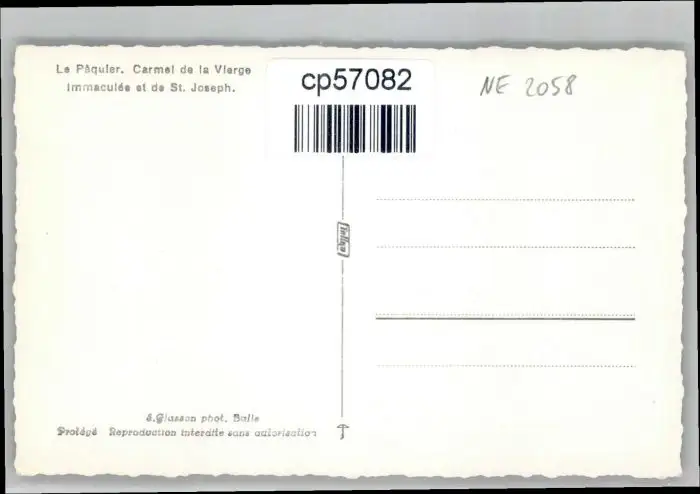 Le Pâquier. Carmel de la Vierge
Immaculée et de St. Joseph.
cp57082
NE 2058
S. Glasson phot. Bulle
Protégé Reproduction interdite sans autorisation